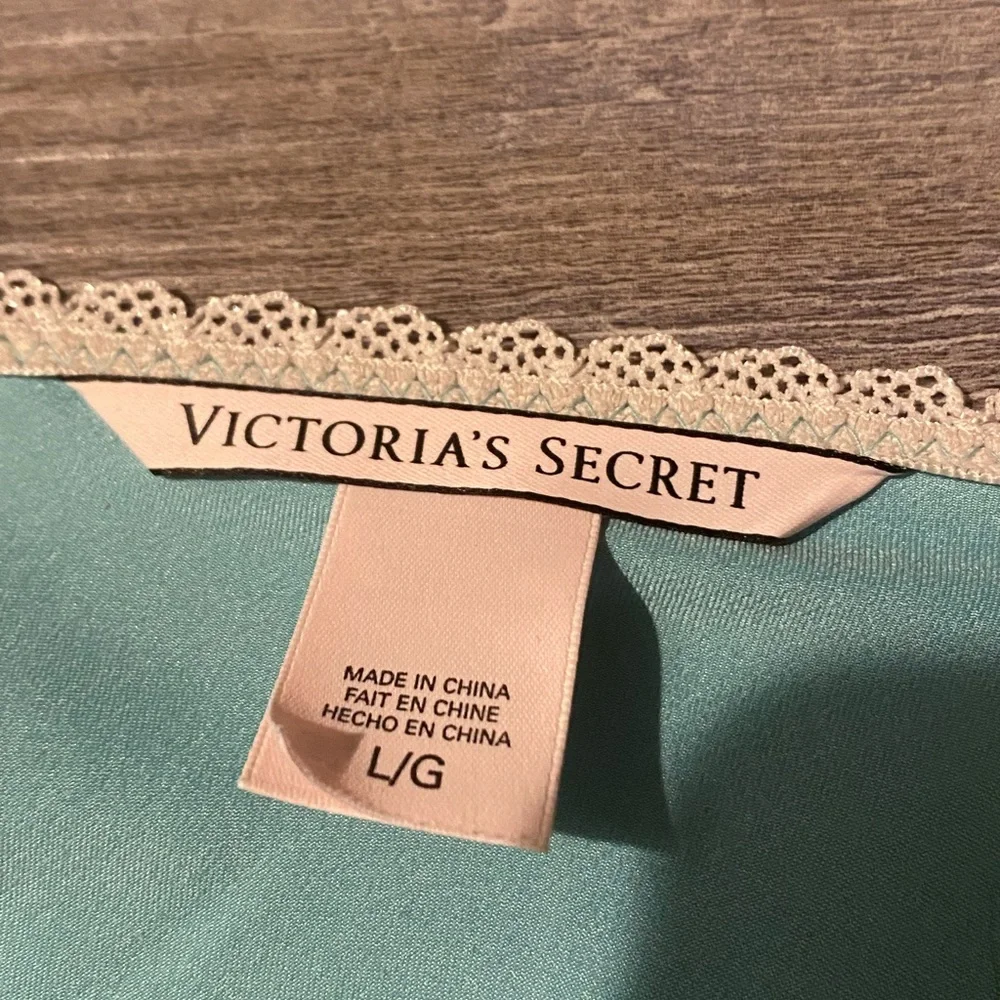 VICTORIA'S SECRET
MADE IN CHINA
FAIT EN CHINE
HECHO EN CHINA
L/G